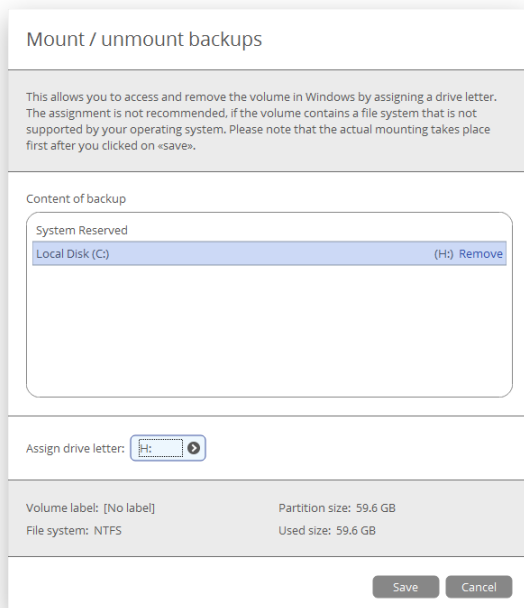 Mount / unmount backups
This allows you to access and remove the volume in Windows by assigning a drive letter.
The assignment is not recommended, if the volume contains a file system that is not
supported by your operating system. Please note that the actual mounting takes place
first after you clicked on «save».
Content of backup
System Reserved
Local Disk (C:) (H:) Remove
Assign drive letter: H:
Volume label: [No label] Partition size: 59.6 GB
File system: NTFS Used size: 59.6 GB
Save Cancel